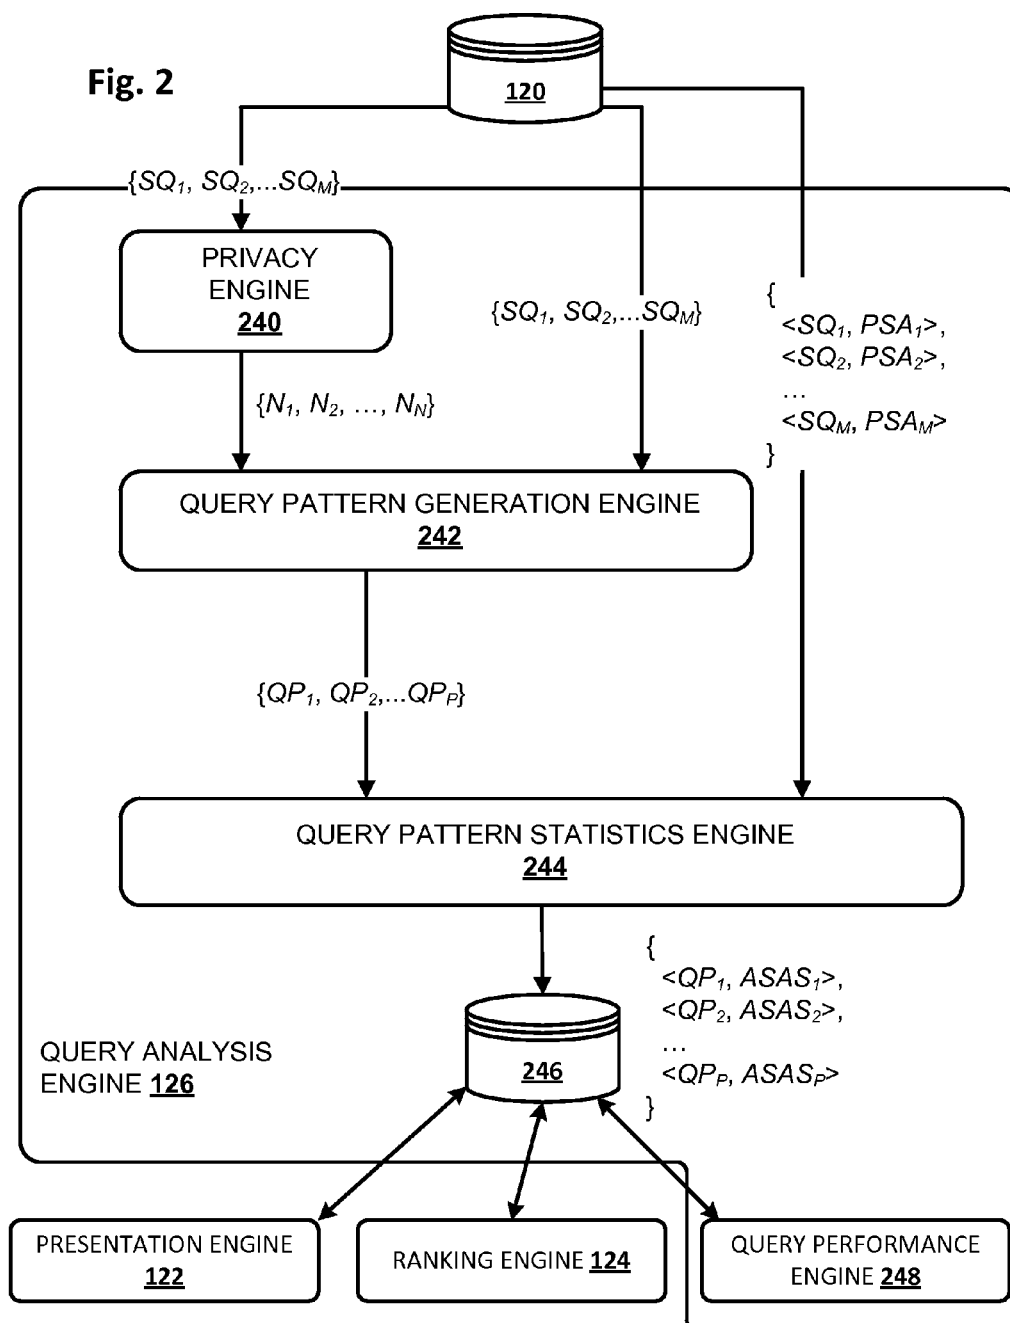 Fig. 2
120
{SQ1, SQ2,...SQM}
PRIVACY
ENGINE
240
{SQ1, SQ2,...SQM}
{
<SQ1, PSA1>,
<SQ2, PSA2>,
...
<SQM, PSAM>
}
{N1, N2, ..., NN}
QUERY PATTERN GENERATION ENGINE
242
{QP1, QP2,...QPP}
QUERY PATTERN STATISTICS ENGINE
244
{
<QP1, ASAS1>,
<QP2, ASAS2>,
...
<QPP, ASASP>
}
246
QUERY ANALYSIS
ENGINE 126
PRESENTATION ENGINE
122
RANKING ENGINE 124
QUERY PERFORMANCE
ENGINE 248